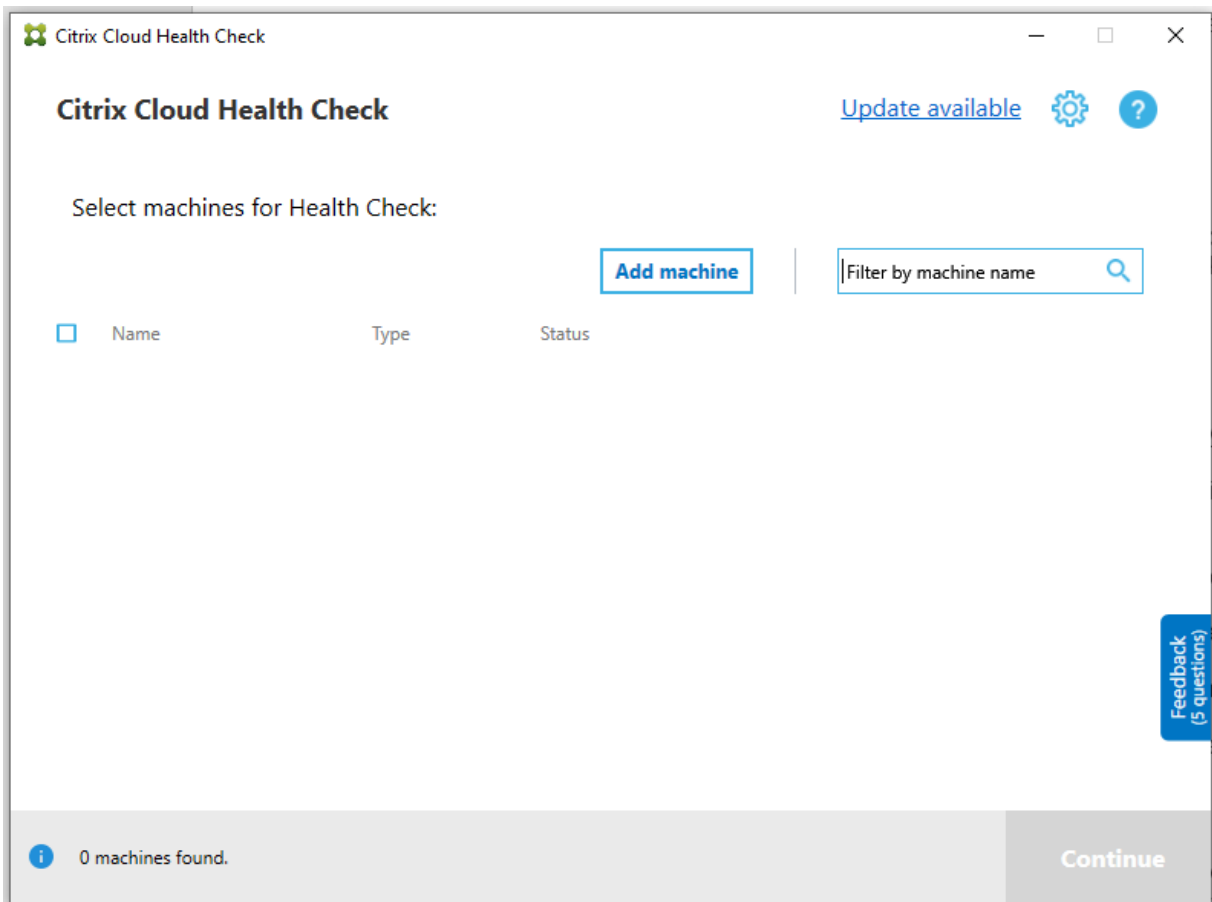 Citrix Cloud Health Check
Citrix Cloud Health Check
Update available
?
Select machines for Health Check:
Add machine
Filter by machine name
Name Type Status
Feedback
(5 questions)
i 0 machines found.
Continue